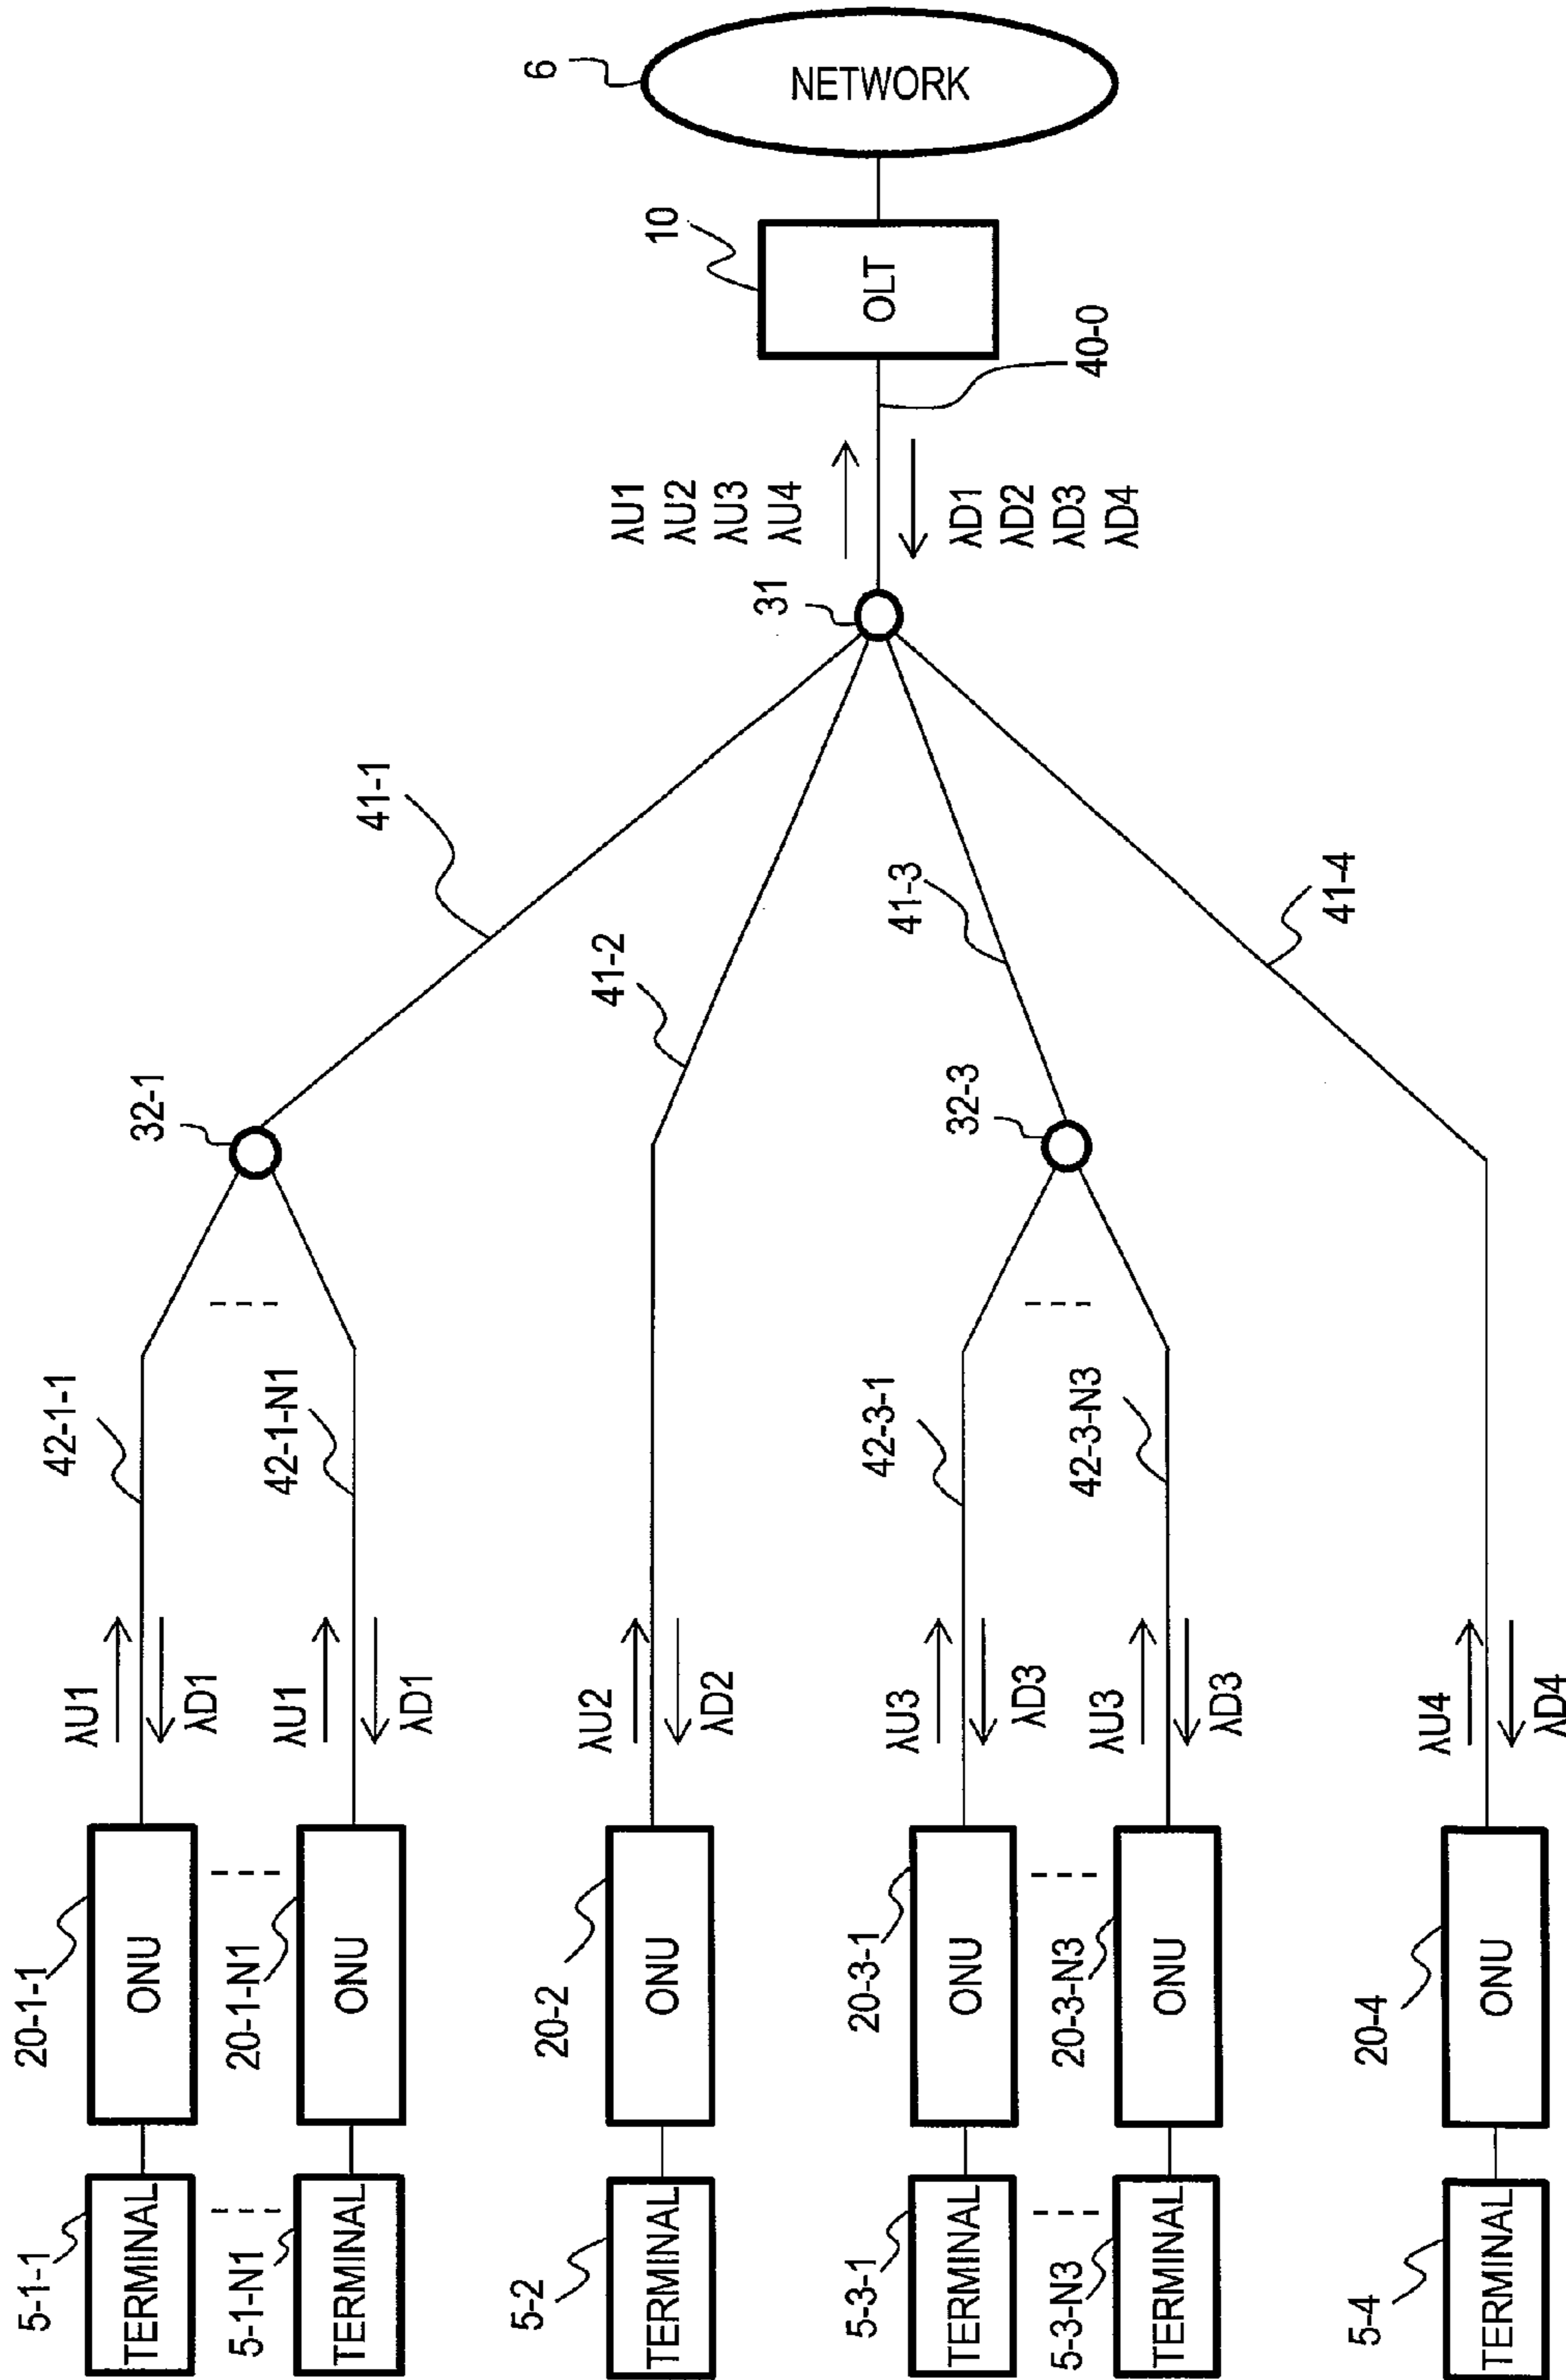 5-1-1
TERMINAL
20-1-1
ONU
λU1
λD1
42-1-1
5-1-N1
TERMINAL
20-1-N1
ONU
λU1
λD1
42-1-N1
32-1
41-1
5-2
TERMINAL
20-2
ONU
λU2
λD2
41-2
31
λU1
λU2
λU3
λU4
λD1
λD2
λD3
λD4
40-0
10
OLT
6
NETWORK
5-3-1
TERMINAL
20-3-1
ONU
λU3
λD3
42-3-1
5-3-N3
TERMINAL
20-3-N3
ONU
λU3
λD3
42-3-N3
32-3
41-3
5-4
TERMINAL
20-4
ONU
λU4
λD4
41-4